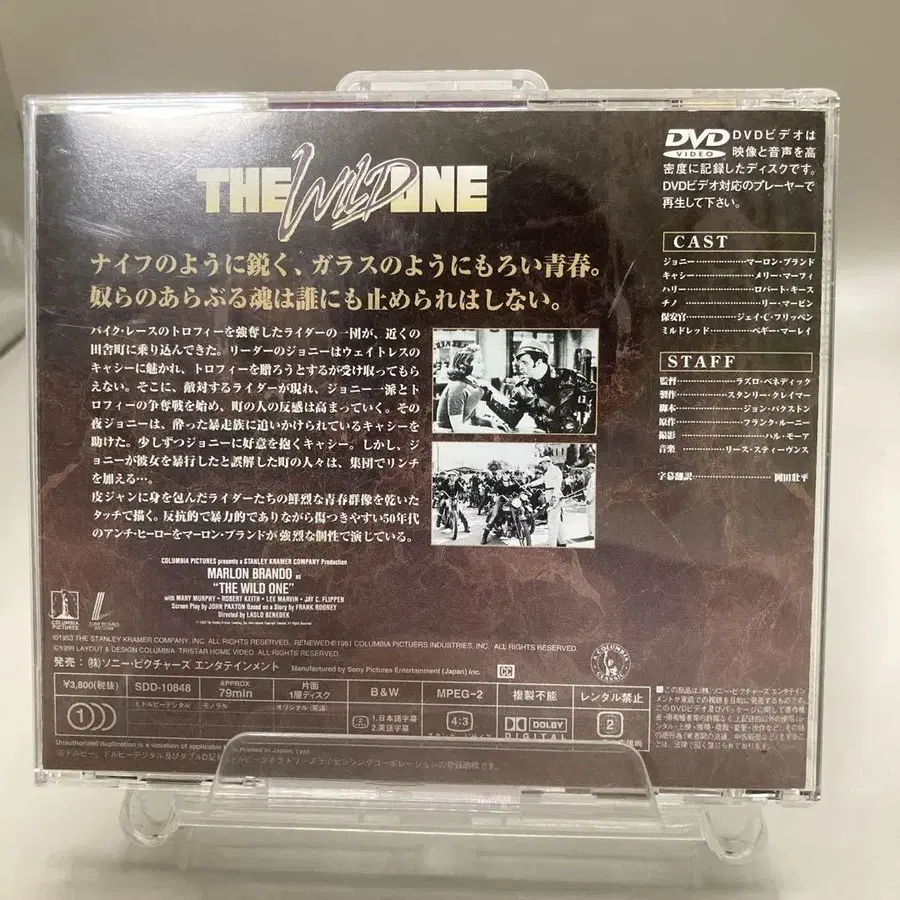 THE WILD ONE
ナイフのように鋭く、ガラスのようにもろい青春。
奴らのあらぶる魂は誰にも止められはしない。
バイク・レースのトロフィーを強奪したライダーの一団が、近くの
田舎町に乗り込んできた。リーダーのジョニーはウェイトレスの
キャシーに魅かれ、トロフィーを贈ろうとするが受け取ってもら
えない。そこに、敵対するライダーが現れ、ジョニー一派とト
ロフィーの争奪戦を始め、町の人の反感は高まっていく。その
夜ジョニーは、酔った暴走族に追いかけられているキャシーを
助けた。少しずつジョニーに好意を抱くキャシー。しかし、ジョ
ニーが彼女を暴行したと誤解した町の人々は、集団でリンチ
を加える…。
皮ジャンに身を包んだライダーたちの鮮烈な青春群像を乾いた
タッチで描く。反抗的で暴力的でありながら傷つきやすい50年代
のアンチ・ヒーローをマーロン・ブランドが強烈な個性で演じている。
COLUMBIA PICTURES presents a STANLEY KRAMER COMPANY Production
MARLON BRANDO as
"THE WILD ONE"
with MARY MURPHY・ROBERT KEITH・LEE MARVIN・JAY C. FLIPPEN
Screen Play by JOHN PAXTON Based on a Story by FRANK ROONEY
Directed by LASLO BENEDEK
DVD
VIDEO
DVDビデオは
映像と音声を高
密度に記録したディスクです。
DVDビデオ対応のプレーヤーで
再生して下さい。
CAST
ジョニー……………マーロン・ブランド
キャシー……………メリー・マーフィ
ハリー……………ロバート・キース
チノ……………リー・マービン
保安官……………ジェイ・C・フリッペン
ミルドレッド……………ペギー・マーレイ
STAFF
監督……………ラズロ・ベネディック
製作……………スタンリー・クレイマー
脚本……………ジョン・パクストン
原作……………フランク・ルーニー
撮影……………ハル・モーア
音楽……………リース・スティーヴンス
字幕翻訳……………岡田壮平
COLUMBIA
PICTURES
©1953 THE STANLEY KRAMER COMPANY, INC. ALL RIGHTS RESERVED. RENEWED ©1981 COLUMBIA PICTUERS INDUSTRIES, INC. ALL RIGHTS RESERVED.
©1999 LAYOUT & DESIGN COLUMBIA TRISTAR HOME VIDEO. ALL RIGHTS RESERVED.
発売：(株)ソニー・ピクチャーズ エンタテインメント Manufactured by Sony Pictures Entertainment (Japan) Inc.
CC
A COLUMBIA CLASSIC
¥3,800(税抜) SDD-10848 APPROX 79min 片面 1層ディスク B&W MPEG-2 複製不能 レンタル禁止
1 1.ドルビーデジタル モノラル オリジナル(英語) 1.日本語字幕 2.英語字幕 4:3 DOLBY DIGITAL 2
Unauthorized duplication is a violation of applicable Printed in Japan